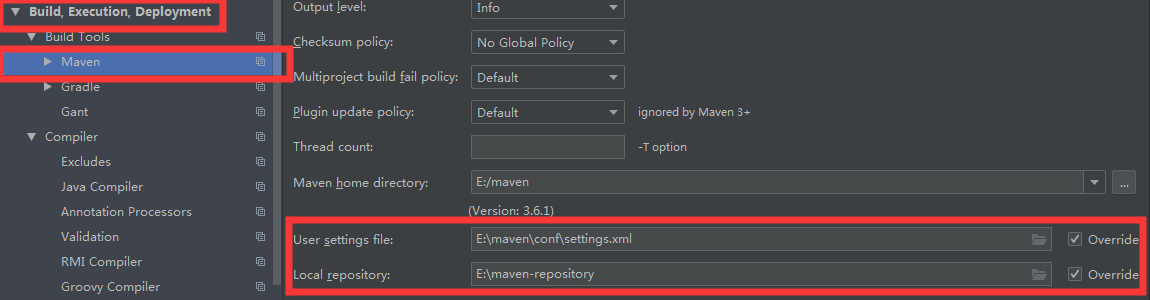 Build, Execution, Deployment
Build Tools
Maven
Gradle
Gant
Compiler
Excludes
Java Compiler
Annotation Processors
Validation
RMI Compiler
Groovy Compiler
Output level: Info
Checksum policy: No Global Policy
Multiproject build fail policy: Default
Plugin update policy: Default ignored by Maven 3+
Thread count: -T option
Maven home directory: E:/maven ...
(Version: 3.6.1)
User settings file: E:\maven\conf\settings.xml Override
Local repository: E:\maven-repository Override